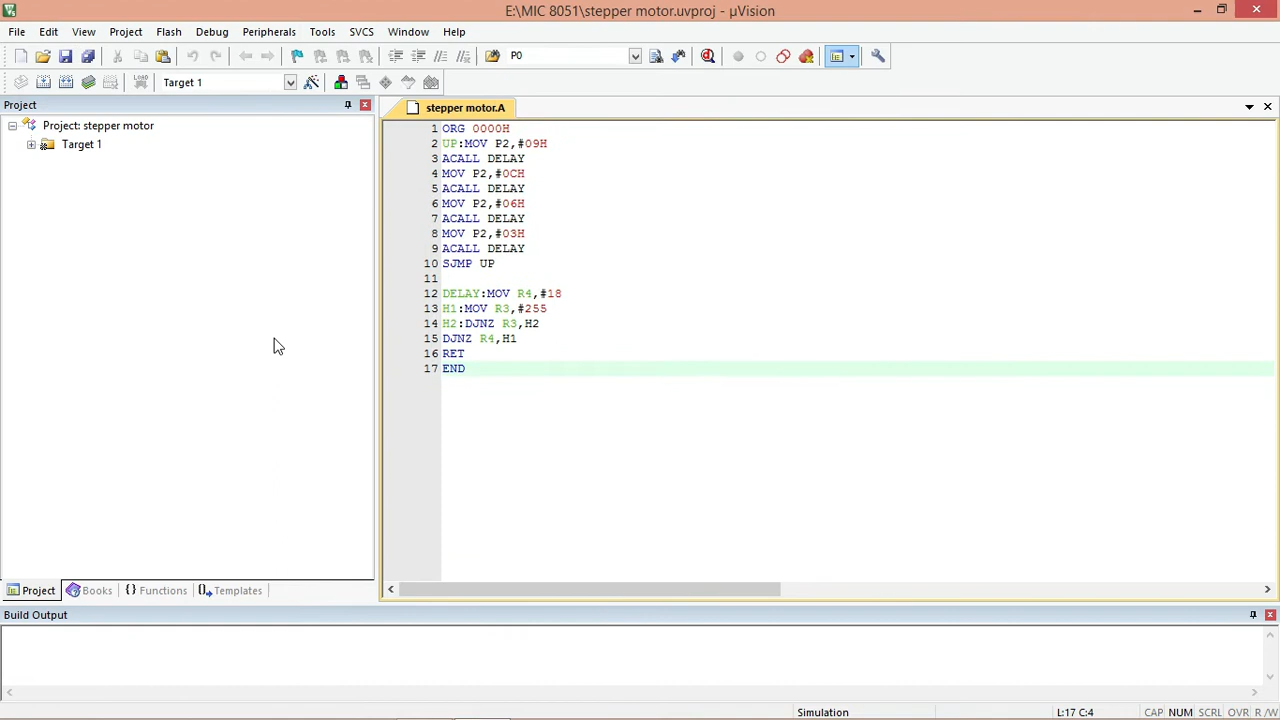 E:\MIC 8051\stepper motor.uvproj - µVision
File Edit View Project Flash Debug Peripherals Tools SVCS Window Help
P0
LOAD Target 1
Project
stepper motor.A
Project: stepper motor
Target 1
1 ORG 0000H
2 UP:MOV P2,#09H
3 ACALL DELAY
4 MOV P2,#0CH
5 ACALL DELAY
6 MOV P2,#06H
7 ACALL DELAY
8 MOV P2,#03H
9 ACALL DELAY
10 SJMP UP
11
12 DELAY:MOV R4,#18
13 H1:MOV R3,#255
14 H2:DJNZ R3,H2
15 DJNZ R4,H1
16 RET
17 END
Project Books {} Functions Templates
Build Output
Simulation L:17 C:4 CAP NUM SCRL OVR R/W